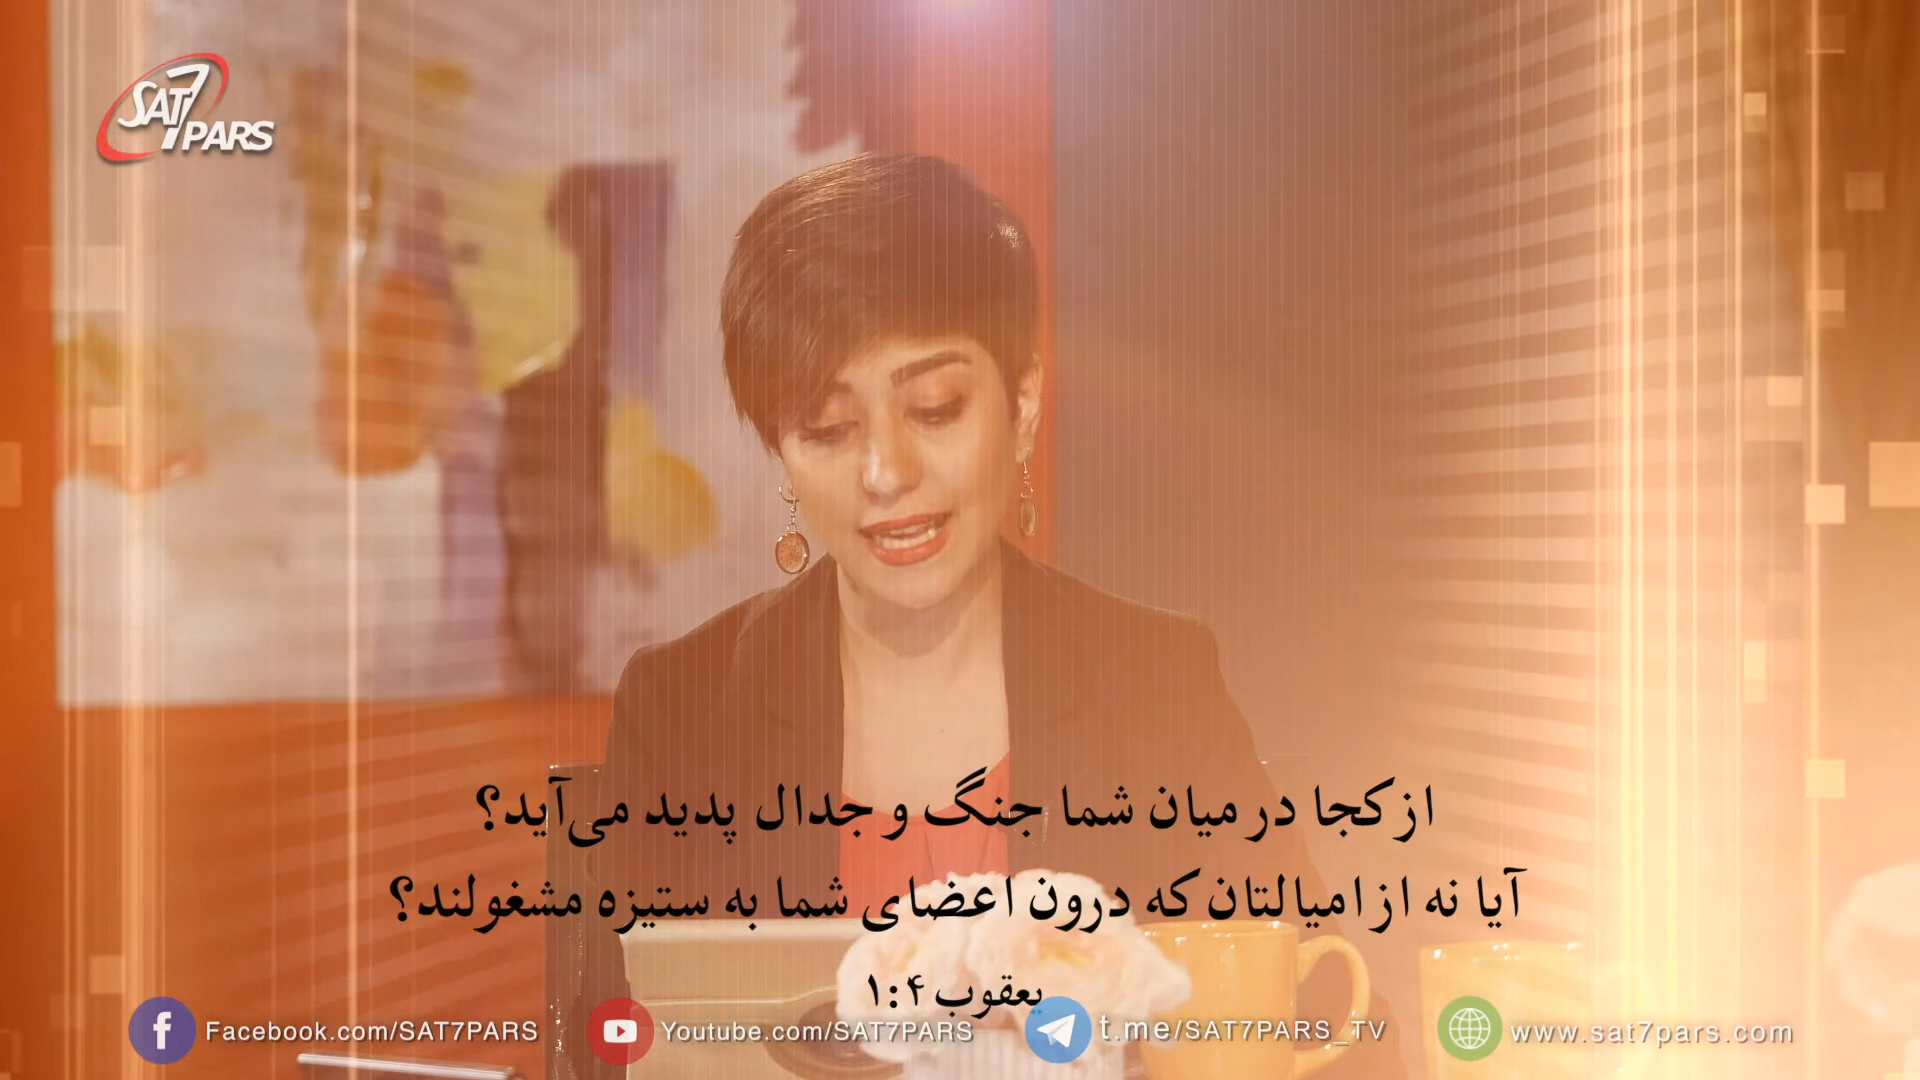 SAT7
PARS
از کجا در میان شما جنگ و جدال پدید می‌آید؟
آیا نه از امیالتان که درون اعضای شما به ستیزه مشغولند؟
یعقوب ۴:۱
Facebook.com/SAT7PARS
Youtube.com/SAT7PARS
t.me/SAT7PARS_TV
www.sat7pars.com